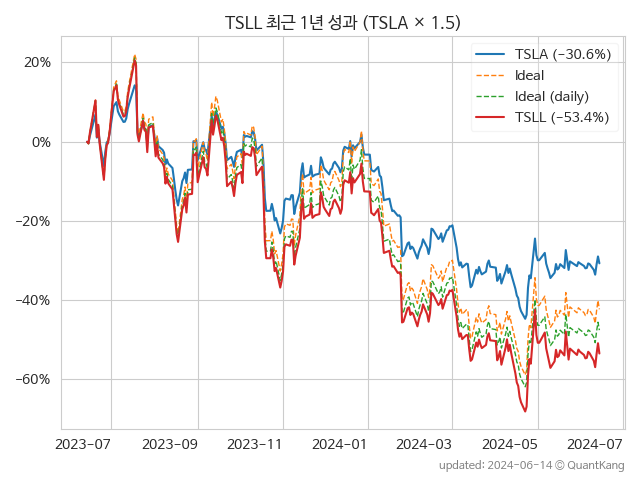 TSLL 최근 1년 성과 (TSLA × 1.5)
TSLA (−30.6%)
Ideal
Ideal (daily)
TSLL (−53.4%)
20%
0%
−20%
−40%
−60%
2023-07
2023-09
2023-11
2024-01
2024-03
2024-05
2024-07
updated: 2024-06-14 © QuantKang